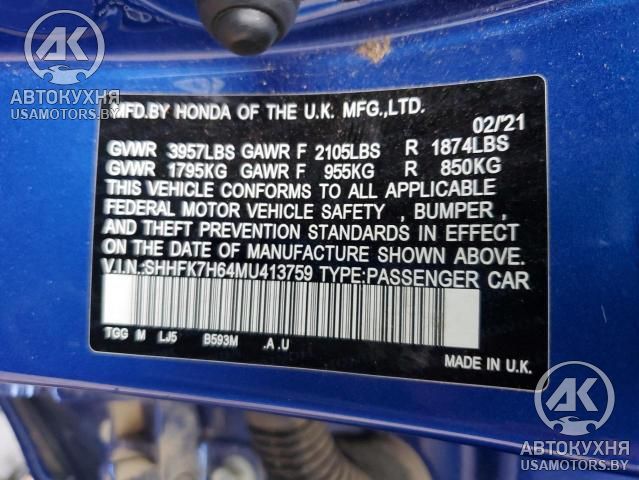 AK
АВТОКУХНЯ
USAMOTORS.BY
MFD.BY HONDA OF THE U.K. MFG.,LTD.
02/'21
GVWR 3957LBS GAWR F 2105LBS R 1874LBS
GVWR 1795KG GAWR F 955KG R 850KG
THIS VEHICLE CONFORMS TO ALL APPLICABLE
FEDERAL MOTOR VEHICLE SAFETY , BUMPER ,
AND THEFT PREVENTION STANDARDS IN EFFECT
ON THE DATE OF MANUFACTURE SHOWN ABOVE.
V.I.N.:SHHFK7H64MU413759 TYPE:PASSENGER CAR
TGG M LJ5 B593M .A .U
MADE IN U.K.
AK
АВТОКУХНЯ
USAMOTORS.BY